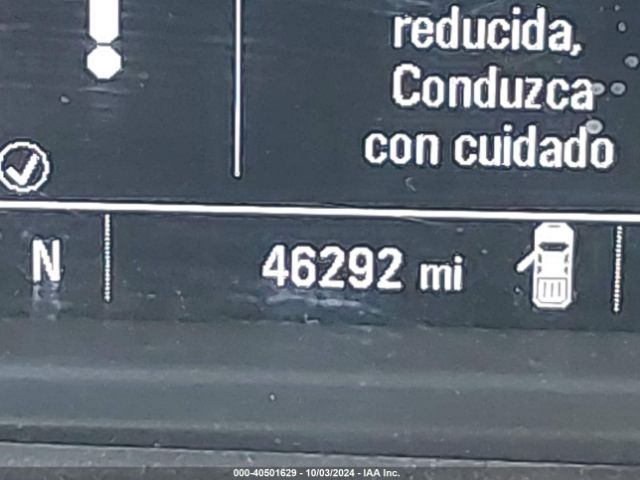 reducida,
Conduzca
con cuidado
N
46292 mi
000-40501629 - 10/03/2024 - IAA Inc.